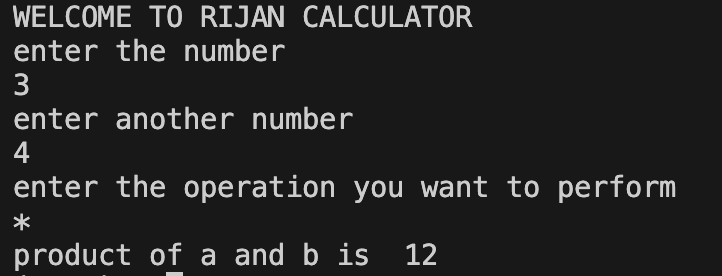 WELCOME TO RIJAN CALCULATOR
enter the number
3
enter another number
4
enter the operation you want to perform
*
product of a and b is  12